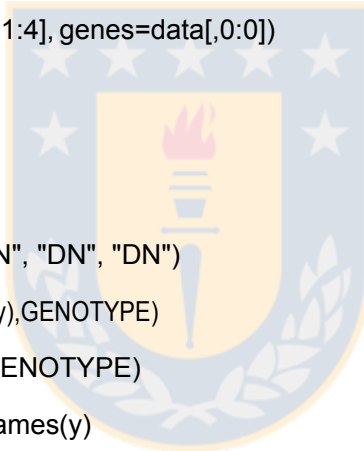 1:4], genes=data[,0:0])
N", "DN", "DN")
y),GENOTYPE)
ENOTYPE)
ames(y)